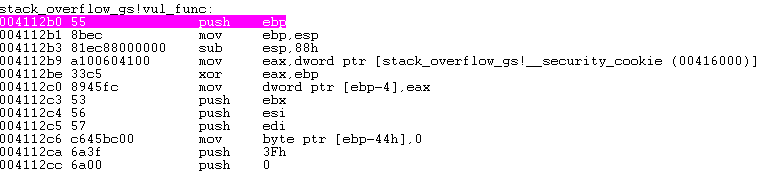 stack_overflow_gs!vul_func:
004112b0 55 push ebp
004112b1 8bec mov ebp,esp
004112b3 81ec88000000 sub esp,88h
004112b9 a100604100 mov eax,dword ptr [stack_overflow_gs!__security_cookie (00416000)]
004112be 33c5 xor eax,ebp
004112c0 8945fc mov dword ptr [ebp-4],eax
004112c3 53 push ebx
004112c4 56 push esi
004112c5 57 push edi
004112c6 c645bc00 mov byte ptr [ebp-44h],0
004112ca 6a3f push 3Fh
004112cc 6a00 push 0